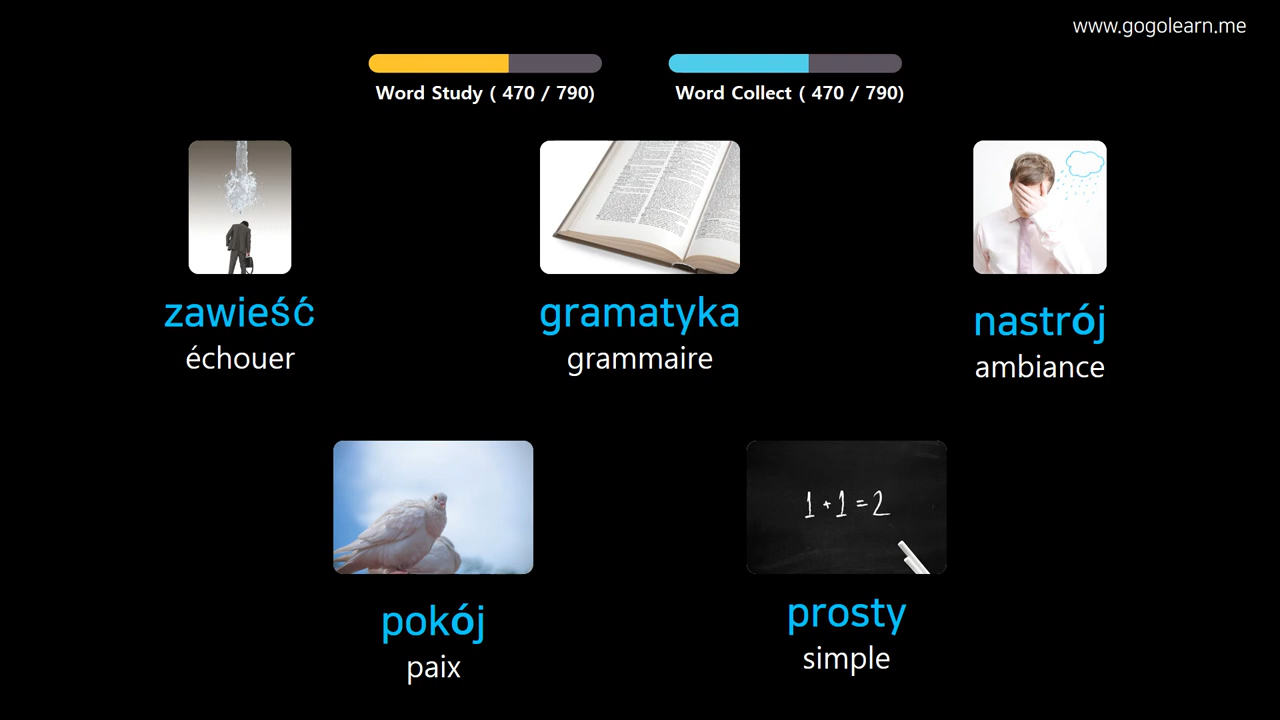 www.gogolearn.me
Word Study ( 470 / 790)
Word Collect ( 470 / 790)
zawieść
échouer
gramatyka
grammaire
nastrój
ambiance
1+1=2
pokój
paix
prosty
simple